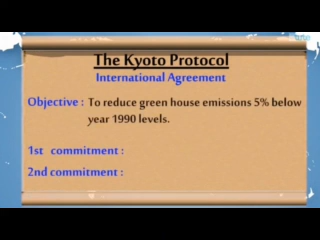 The Kyoto Protocol
International Agreement
Objective : To reduce green house emissions 5% below
year 1990 levels.
1st commitment :
2nd commitment :